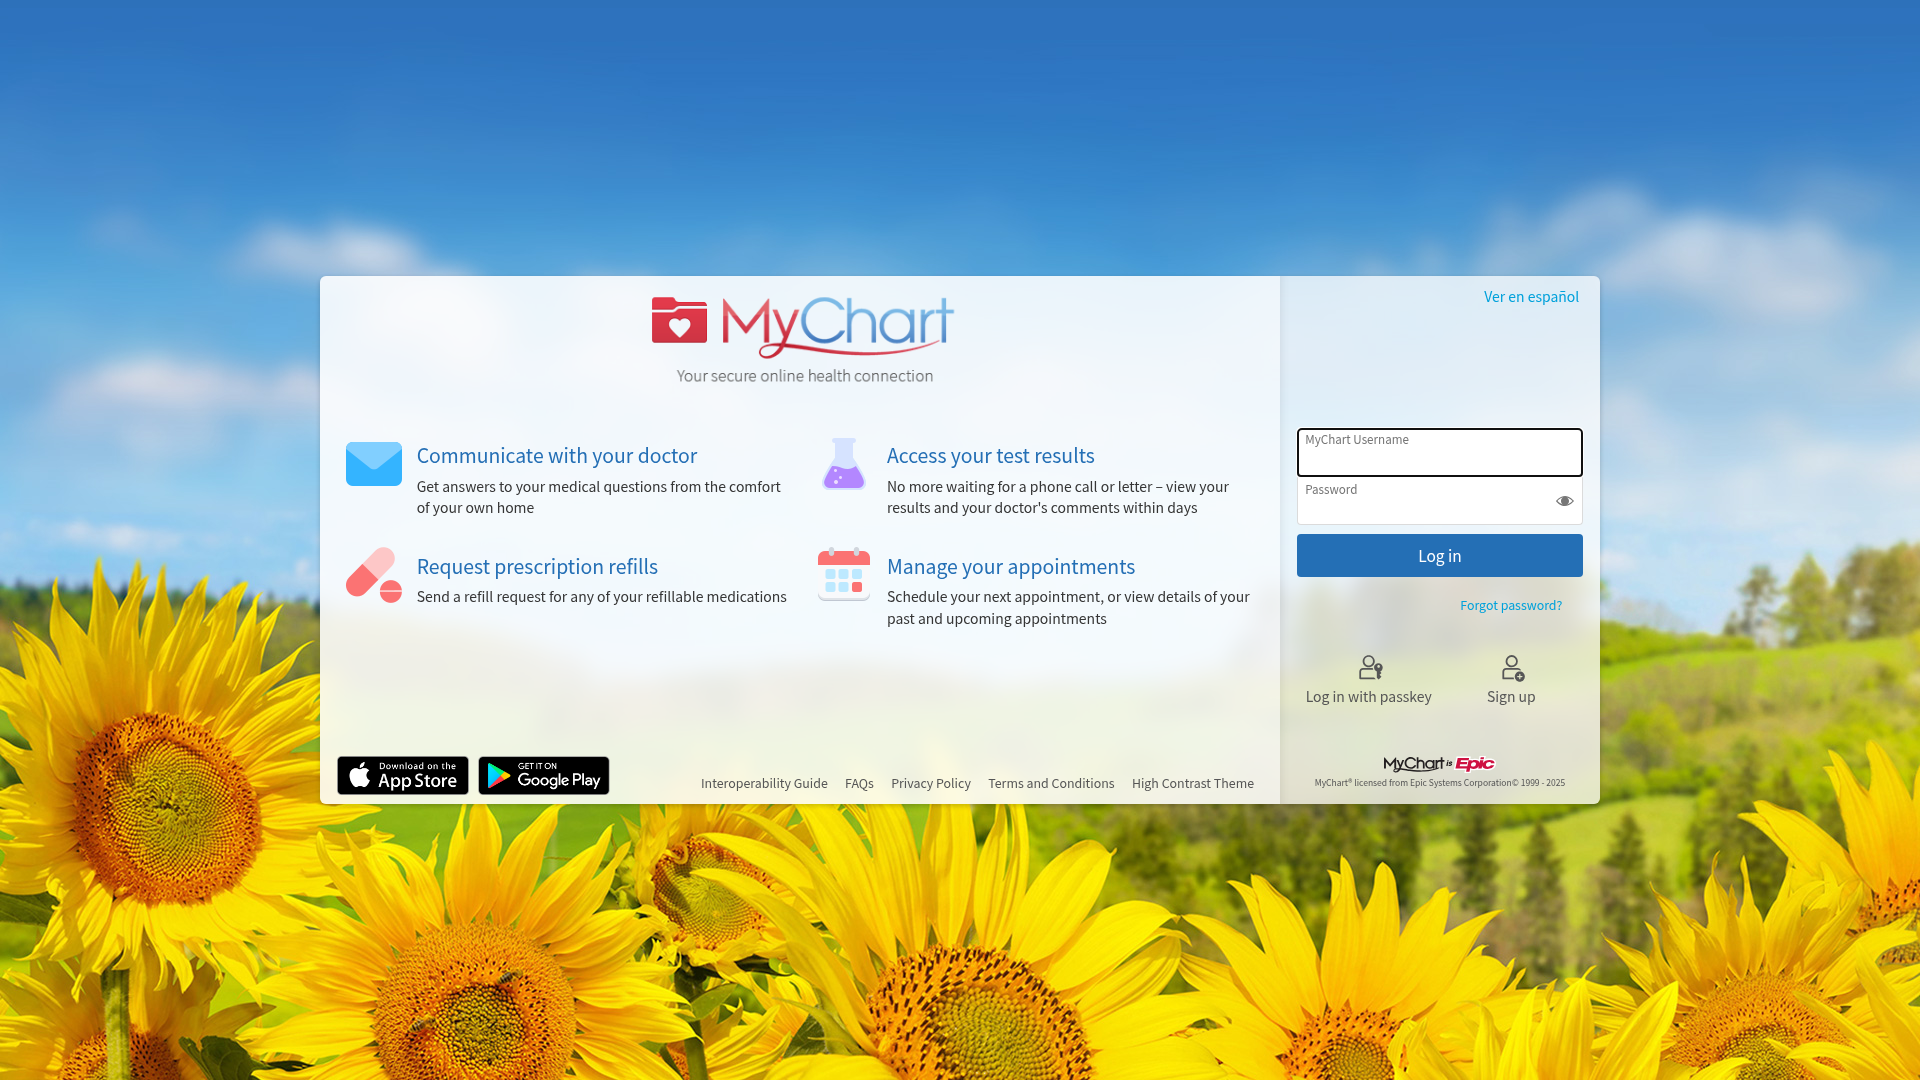 MyChart
Your secure online health connection
Communicate with your doctor
Get answers to your medical questions from the comfort
of your own home
Access your test results
No more waiting for a phone call or letter – view your
results and your doctor's comments within days
Request prescription refills
Send a refill request for any of your refillable medications
Manage your appointments
Schedule your next appointment, or view details of your
past and upcoming appointments
Download on the
App Store
GET IT ON
Google Play
Interoperability Guide FAQs Privacy Policy Terms and Conditions High Contrast Theme
Ver en español
MyChart Username
Password
Log in
Forgot password?
Log in with passkey Sign up
MyChart is Epic
MyChart® licensed from Epic Systems Corporation© 1999 - 2025